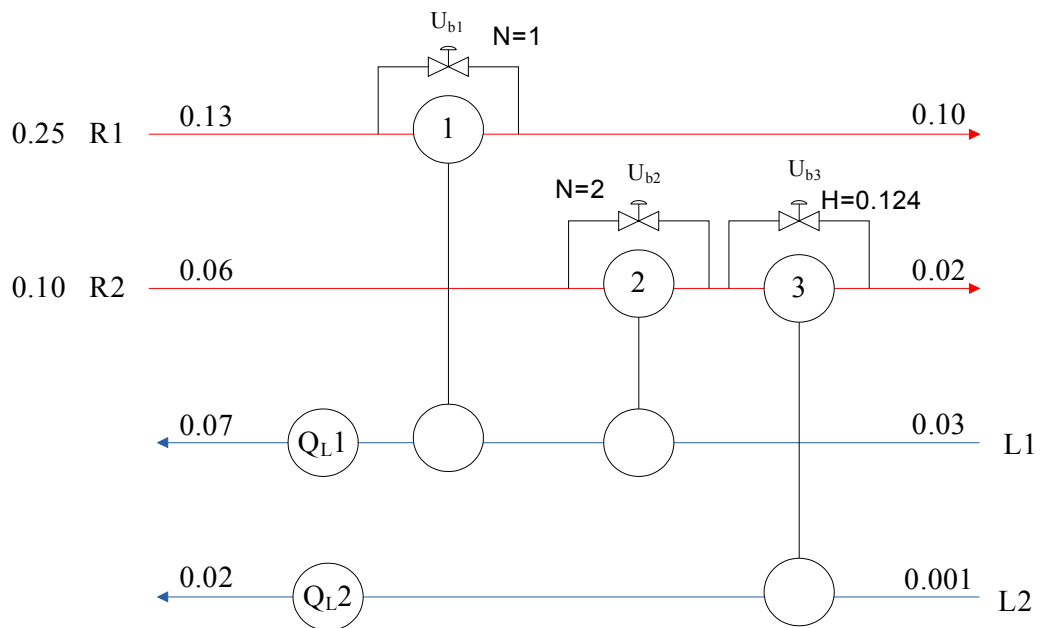 U_b1 N=1
0.25 R1 0.13 1 0.10
N=2 U_b2 U_b3 H=0.124
0.10 R2 0.06 2 3 0.02
0.07 Q_L1 0.03 L1
0.02 Q_L2 0.001 L2